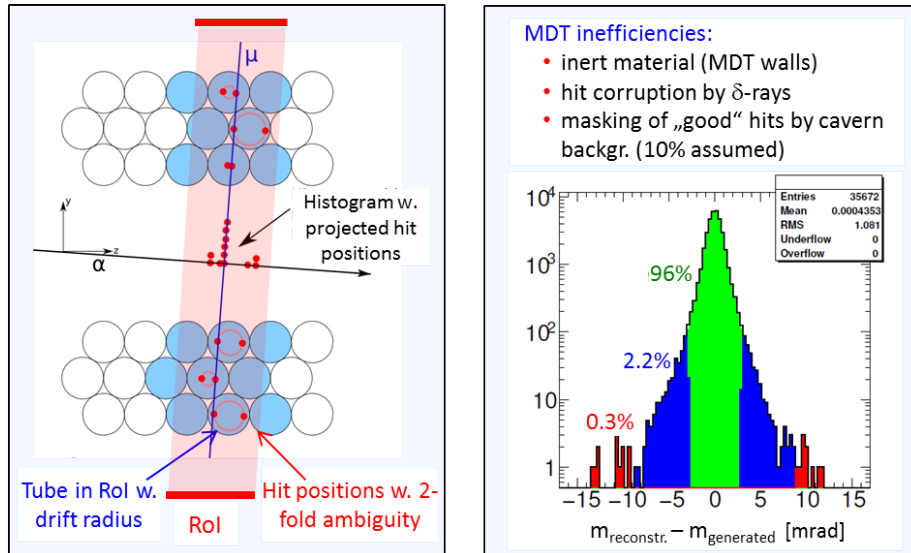 μ
Histogram w.
projected hit
positions
y
z
α
Tube in RoI w.
drift radius
RoI
Hit positions w. 2-
fold ambiguity
MDT inefficiencies:
• inert material (MDT walls)
• hit corruption by δ-rays
• masking of „good“ hits by cavern
backgr. (10% assumed)
Entries 35672
Mean 0.0004353
RMS 1.081
Underflow 0
Overflow 0
10⁴
10³
10²
10
1
96%
2.2%
0.3%
−15 −10 −5 0 5 10 15
m reconstr. – m generated [mrad]